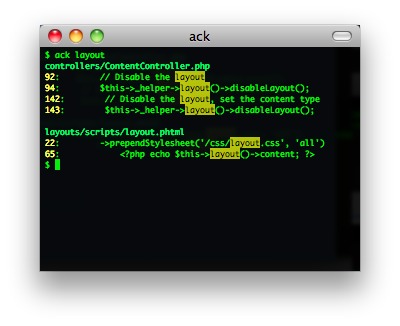 ack
$ ack layout
controllers/ContentController.php
92:        // Disable the layout
94:        $this->_helper->layout()->disableLayout();
142:        // Disable the layout, set the content type
143:        $this->_helper->layout()->disableLayout();
layouts/scripts/layout.phtml
22:        ->prependStylesheet('/css/layout.css', 'all')
65:            <?php echo $this->layout()->content; ?>
$